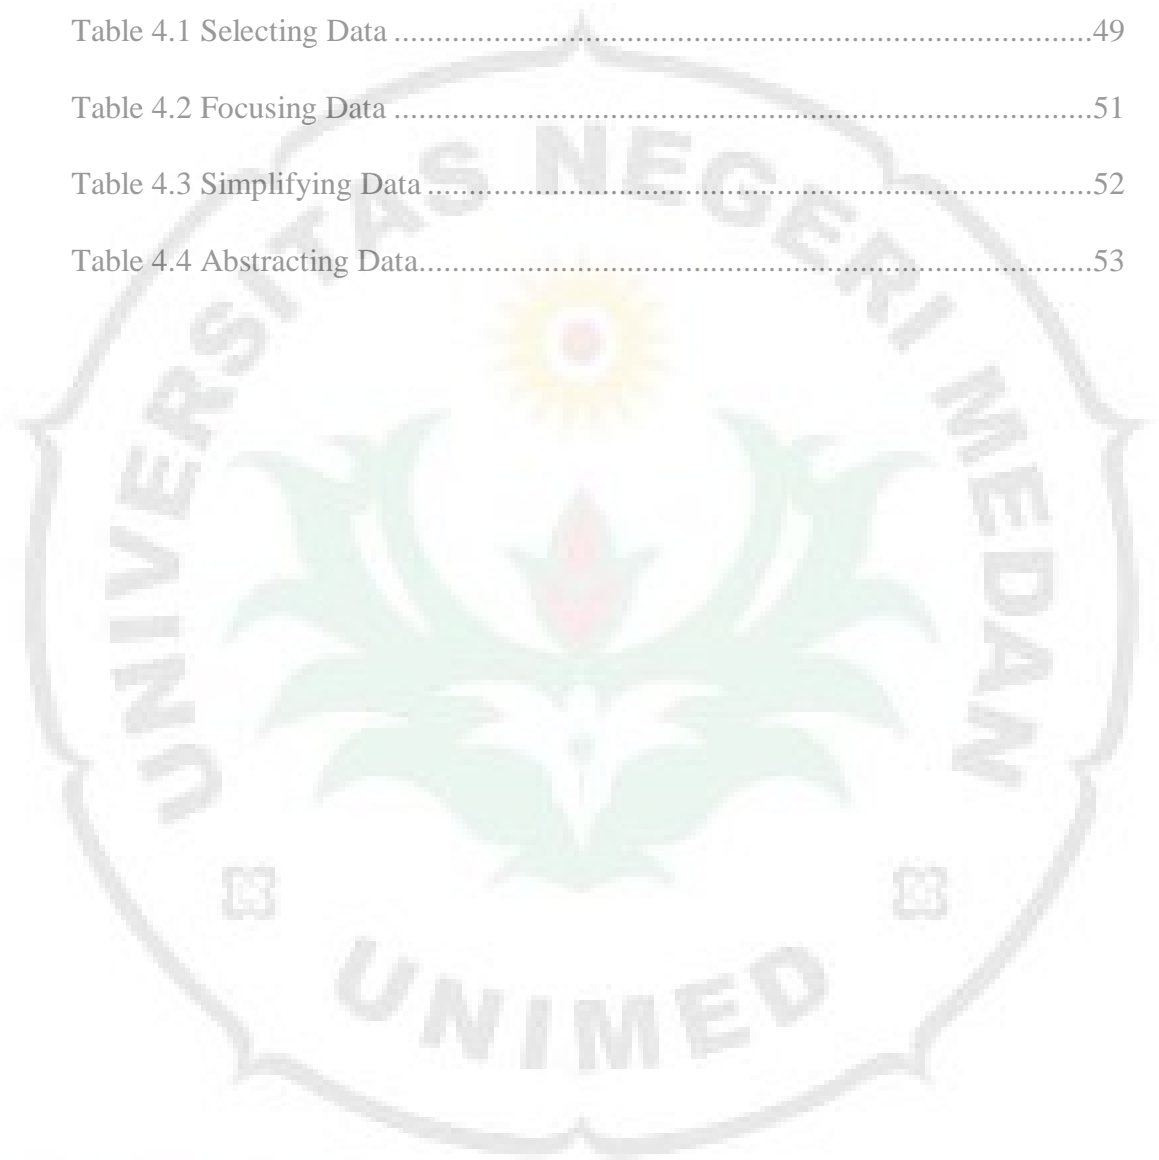 Table 4.1 Selecting Data ........................................................................................49
Table 4.2 Focusing Data ........................................................................................51
Table 4.3 Simplifying Data ....................................................................................52
Table 4.4 Abstracting Data.....................................................................................53
UNIVERSITAS NEGERI MEDAN
UNIMED